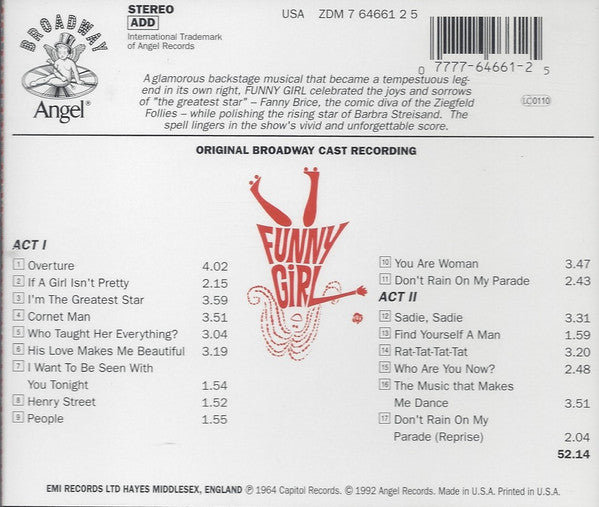 BROADWAY
Angel®
STEREO
ADD
International Trademark
of Angel Records
USA ZDM 7 64661 2 5
0 7777-64661-2 5
LC 0110
A glamorous backstage musical that became a tempestuous leg-
end in its own right, FUNNY GIRL celebrated the joys and sorrows
of "the greatest star" – Fanny Brice, the comic diva of the Ziegfeld
Follies – while polishing the rising star of Barbra Streisand. The
spell lingers in the show's vivid and unforgettable score.
ORIGINAL BROADWAY CAST RECORDING
FUNNY
GiRL
ACT I
1 Overture 4.02
2 If A Girl Isn't Pretty 2.15
3 I'm The Greatest Star 3.59
4 Cornet Man 3.51
5 Who Taught Her Everything? 3.04
6 His Love Makes Me Beautiful 3.19
7 I Want To Be Seen With
You Tonight 1.54
8 Henry Street 1.52
9 People 1.55
10 You Are Woman 3.47
11 Don't Rain On My Parade 2.43
ACT II
12 Sadie, Sadie 3.31
13 Find Yourself A Man 1.59
14 Rat-Tat-Tat-Tat 3.20
15 Who Are You Now? 2.48
16 The Music that Makes
Me Dance 3.51
17 Don't Rain On My
Parade (Reprise) 2.04
52.14
EMI RECORDS LTD HAYES MIDDLESEX, ENGLAND ℗ 1964 Capitol Records. © 1992 Angel Records. Made in U.S.A. Printed in U.S.A.